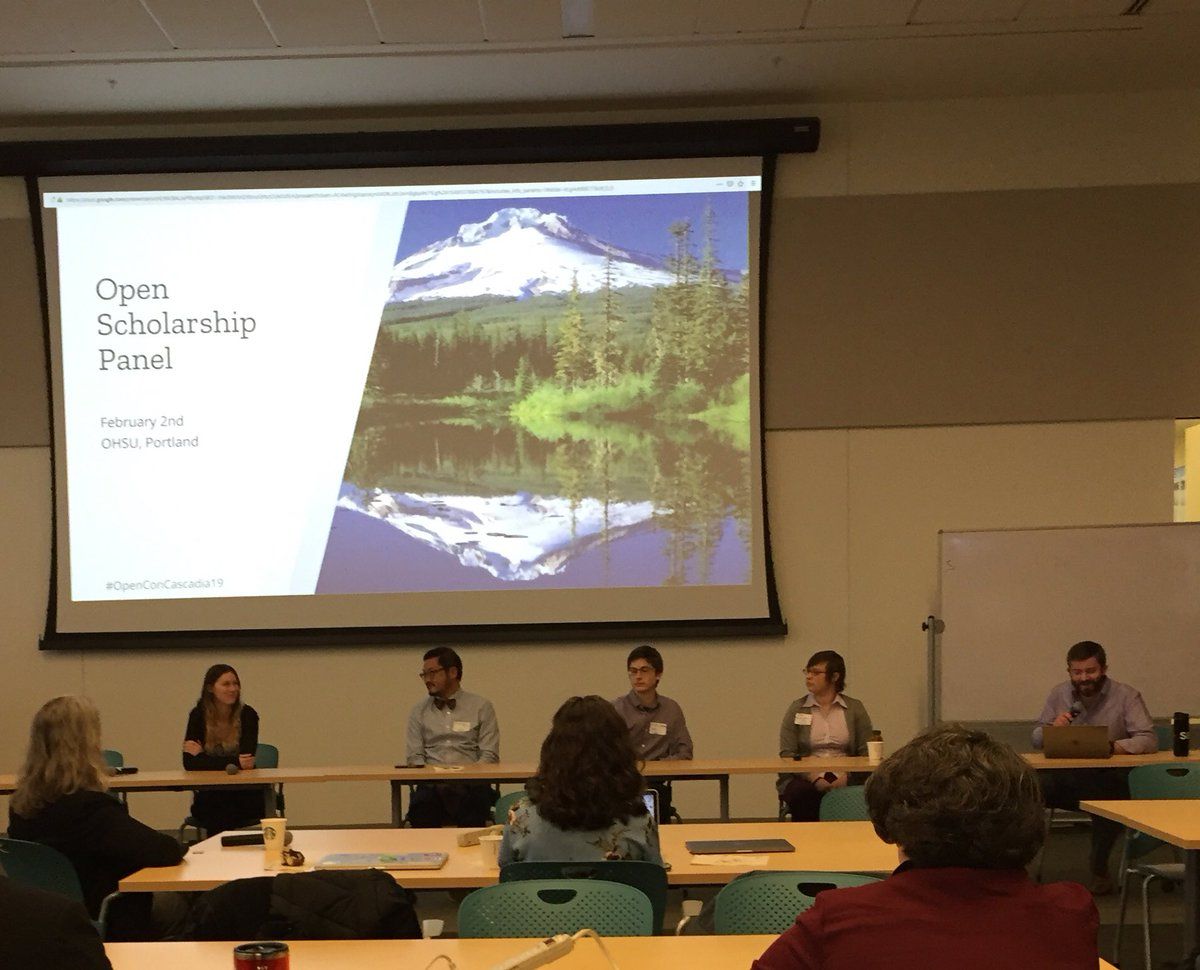 Open
Scholarship
Panel
February 2nd
OHSU, Portland
#OpenConCascadia19